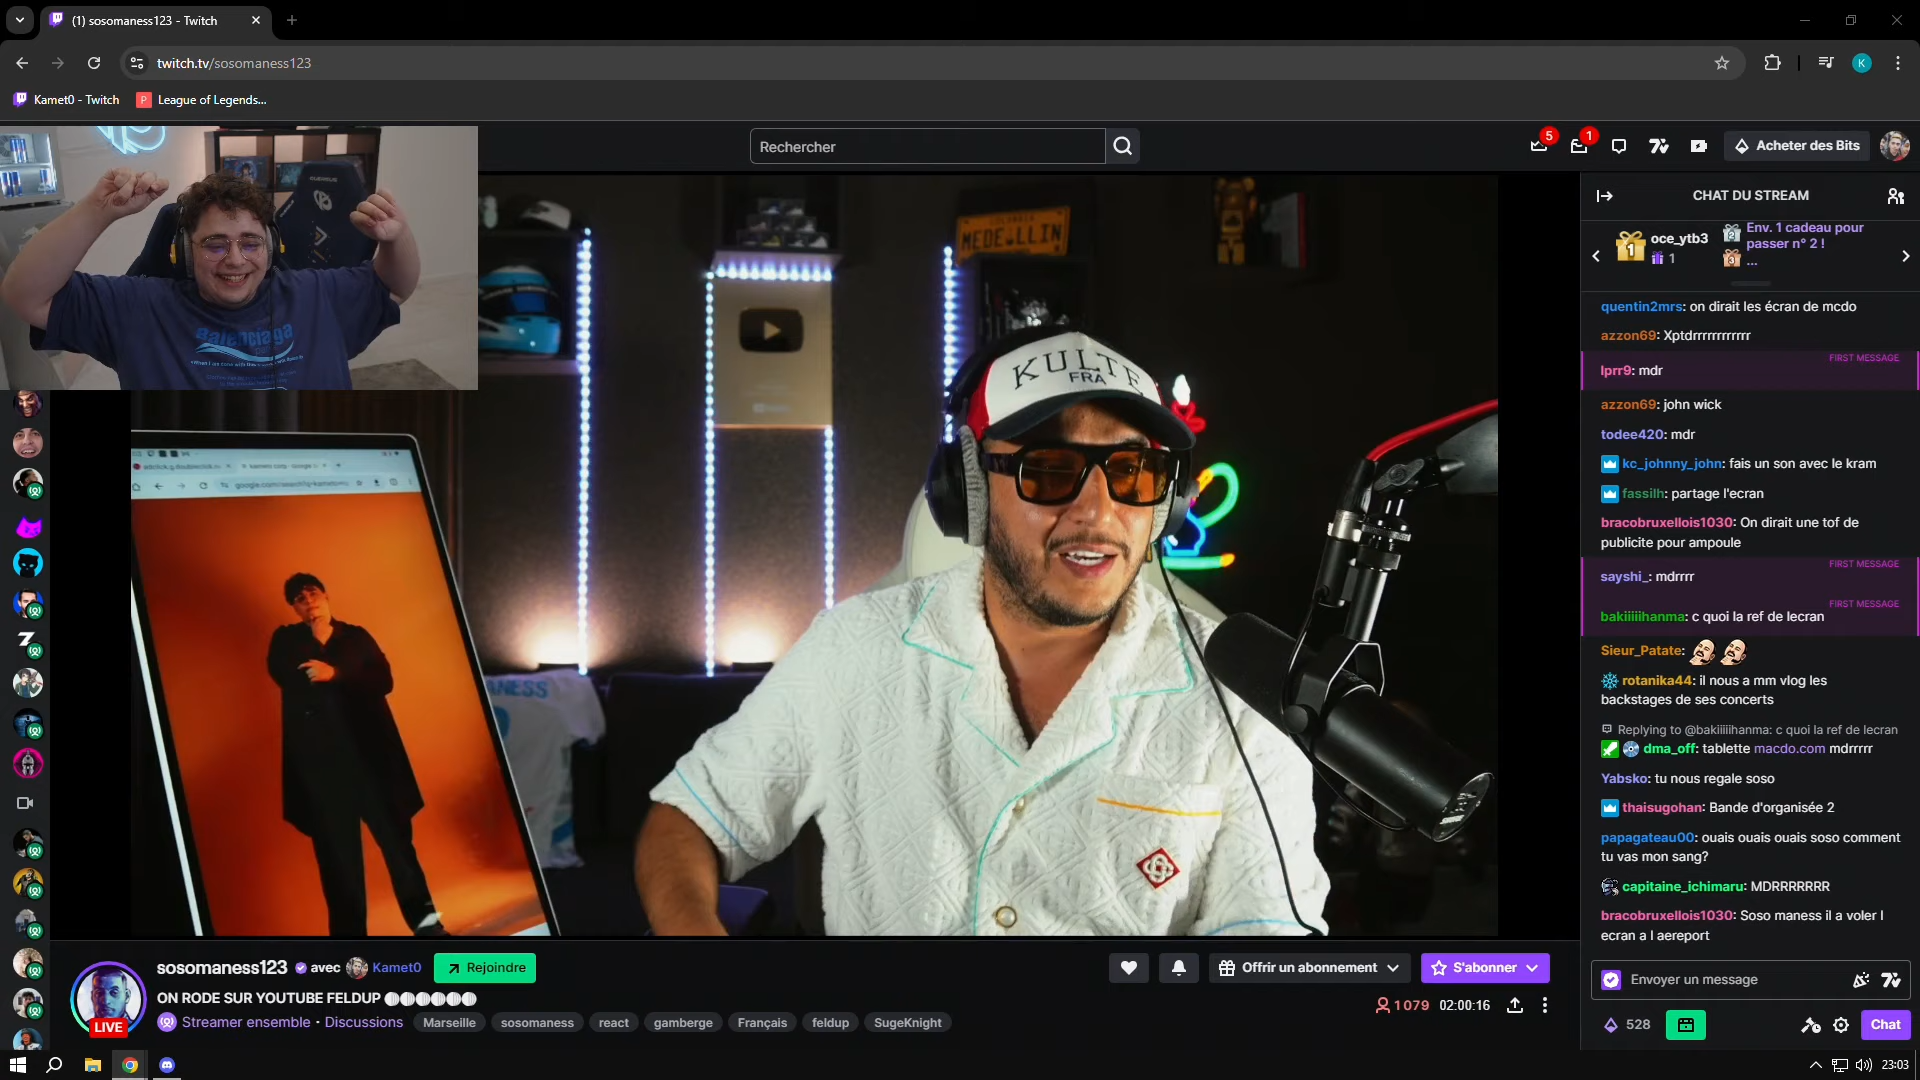 (1) sosomaness123 - Twitch
twitch.tv/sosomaness123
K
Kamet0 - Twitch
League of Legends...
Rechercher
5
1
Acheter des Bits
Balenciaga
COLOMBIA
MEDELLIN
KULTE
FRA
ANESS
CHAT DU STREAM
1
oce_ytb3
1
2
Env. 1 cadeau pour
passer n° 2 !
3
...
quentin2mrs: on dirait les écran de mcdo
azzon69: Xptdrrrrrrrrrrr
FIRST MESSAGE
lprr9: mdr
azzon69: john wick
todee420: mdr
kc_johnny_john: fais un son avec le kram
fassilh: partage l'ecran
bracobruxellois1030: On dirait une tof de
publicite pour ampoule
FIRST MESSAGE
sayshi_: mdrrrr
FIRST MESSAGE
bakiiiiihanma: c quoi la ref de lecran
Sieur_Patate:
rotanika44: il nous a mm vlog les
backstages de ses concerts
Replying to @bakiiiiihanma: c quoi la ref de lecran
dma_off: tablette macdo.com mdrrrrr
Yabsko: tu nous regale soso
thaisugohan: Bande d'organisée 2
papagateau00: ouais ouais ouais soso comment
tu vas mon sang?
capitaine_ichimaru: MDRRRRRRR
bracobruxellois1030: Soso maness il a voler l
ecran a l aereport
Envoyer un message
528
Chat
sosomaness123 avec Kamet0
Rejoindre
Offrir un abonnement
S'abonner
ON RODE SUR YOUTUBE FELDUP
LIVE
1 079
02:00:16
Streamer ensemble · Discussions
Marseille
sosomaness
react
gamberge
Français
feldup
SugeKnight
23:03